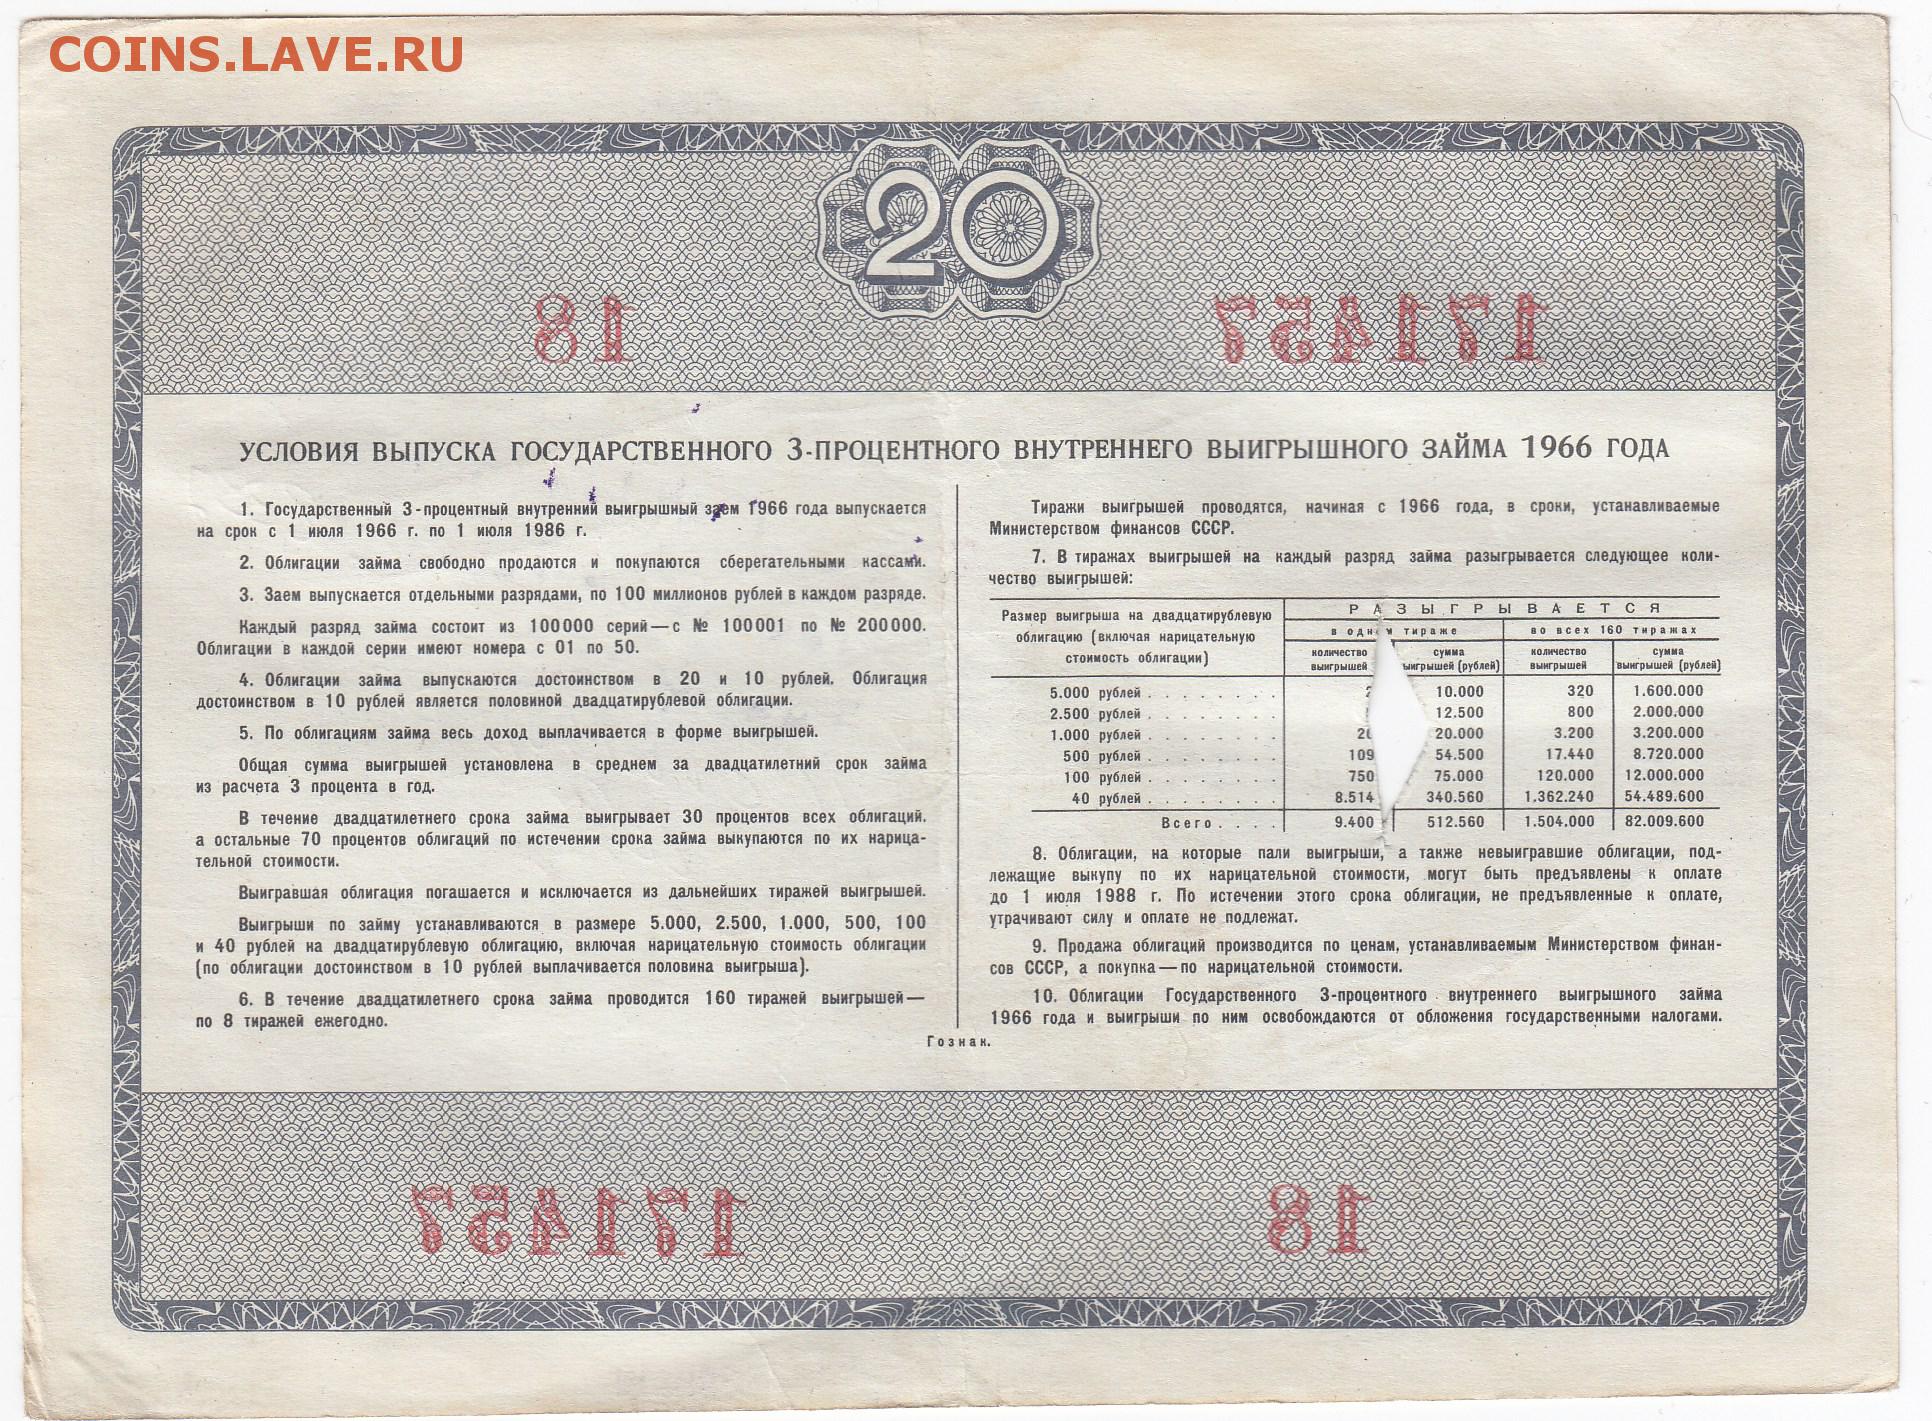 COINS.LAVE.RU
20
18 171457
УСЛОВИЯ ВЫПУСКА ГОСУДАРСТВЕННОГО 3-ПРОЦЕНТНОГО ВНУТРЕННЕГО ВЫИГРЫШНОГО ЗАЙМА 1966 ГОДА
1. Государственный 3-процентный внутренний выигрышный заем 1966 года выпускается
на срок с 1 июля 1966 г. по 1 июля 1986 г.
2. Облигации займа свободно продаются и покупаются сберегательными кассами.
3. Заем выпускается отдельными разрядами, по 100 миллионов рублей в каждом разряде.
Каждый разряд займа состоит из 100000 серий — с № 100001 по № 200000.
Облигации в каждой серии имеют номера с 01 по 50.
4. Облигации займа выпускаются достоинством в 20 и 10 рублей. Облигация
достоинством в 10 рублей является половиной двадцатирублевой облигации.
5. По облигациям займа весь доход выплачивается в форме выигрышей.
Общая сумма выигрышей установлена в среднем за двадцатилетний срок займа
из расчета 3 процента в год.
В течение двадцатилетнего срока займа выигрывает 30 процентов всех облигаций.
а остальные 70 процентов облигаций по истечении срока займа выкупаются по их нарица-
тельной стоимости.
Выигравшая облигация погашается и исключается из дальнейших тиражей выигрышей.
Выигрыши по займу устанавливаются в размере 5.000, 2.500, 1.000, 500, 100
и 40 рублей на двадцатирублевую облигацию, включая нарицательную стоимость облигации
(по облигации достоинством в 10 рублей выплачивается половина выигрыша).
6. В течение двадцатилетнего срока займа проводится 160 тиражей выигрышей —
по 8 тиражей ежегодно.
Тиражи выигрышей проводятся, начиная с 1966 года, в сроки, устанавливаемые
Министерством финансов СССР.
7. В тиражах выигрышей на каждый разряд займа разыгрывается следующее коли-
чество выигрышей:
Размер выигрыша на двадцатирублевую
облигацию (включая нарицательную
стоимость облигации)
РАЗЫГРЫВАЕТСЯ
в одном тираже во всех 160 тиражах
количество сумма количество сумма
выигрышей выигрышей (рублей) выигрышей выигрышей (рублей)
5.000 рублей . . . . . . . . . 10.000 320 1.600.000
2.500 рублей . . . . . . . . . 12.500 800 2.000.000
1.000 рублей . . . . . . . . . 20 20.000 3.200 3.200.000
500 рублей . . . . . . . . . 109 54.500 17.440 8.720.000
100 рублей . . . . . . . . . 750 75.000 120.000 12.000.000
40 рублей . . . . . . . . . 8.514 340.560 1.362.240 54.489.600
Всего . . . . 9.400 512.560 1.504.000 82.009.600
8. Облигации, на которые пали выигрыши, а также невыигравшие облигации, под-
лежащие выкупу по их нарицательной стоимости, могут быть предъявлены к оплате
до 1 июля 1988 г. По истечении этого срока облигации, не предъявленные к оплате,
утрачивают силу и оплате не подлежат.
9. Продажа облигаций производится по ценам, устанавливаемым Министерством финан-
сов СССР, а покупка — по нарицательной стоимости.
10. Облигации Государственного 3-процентного внутреннего выигрышного займа
1966 года и выигрыши по ним освобождаются от обложения государственными налогами.
Гознак.
171457 18